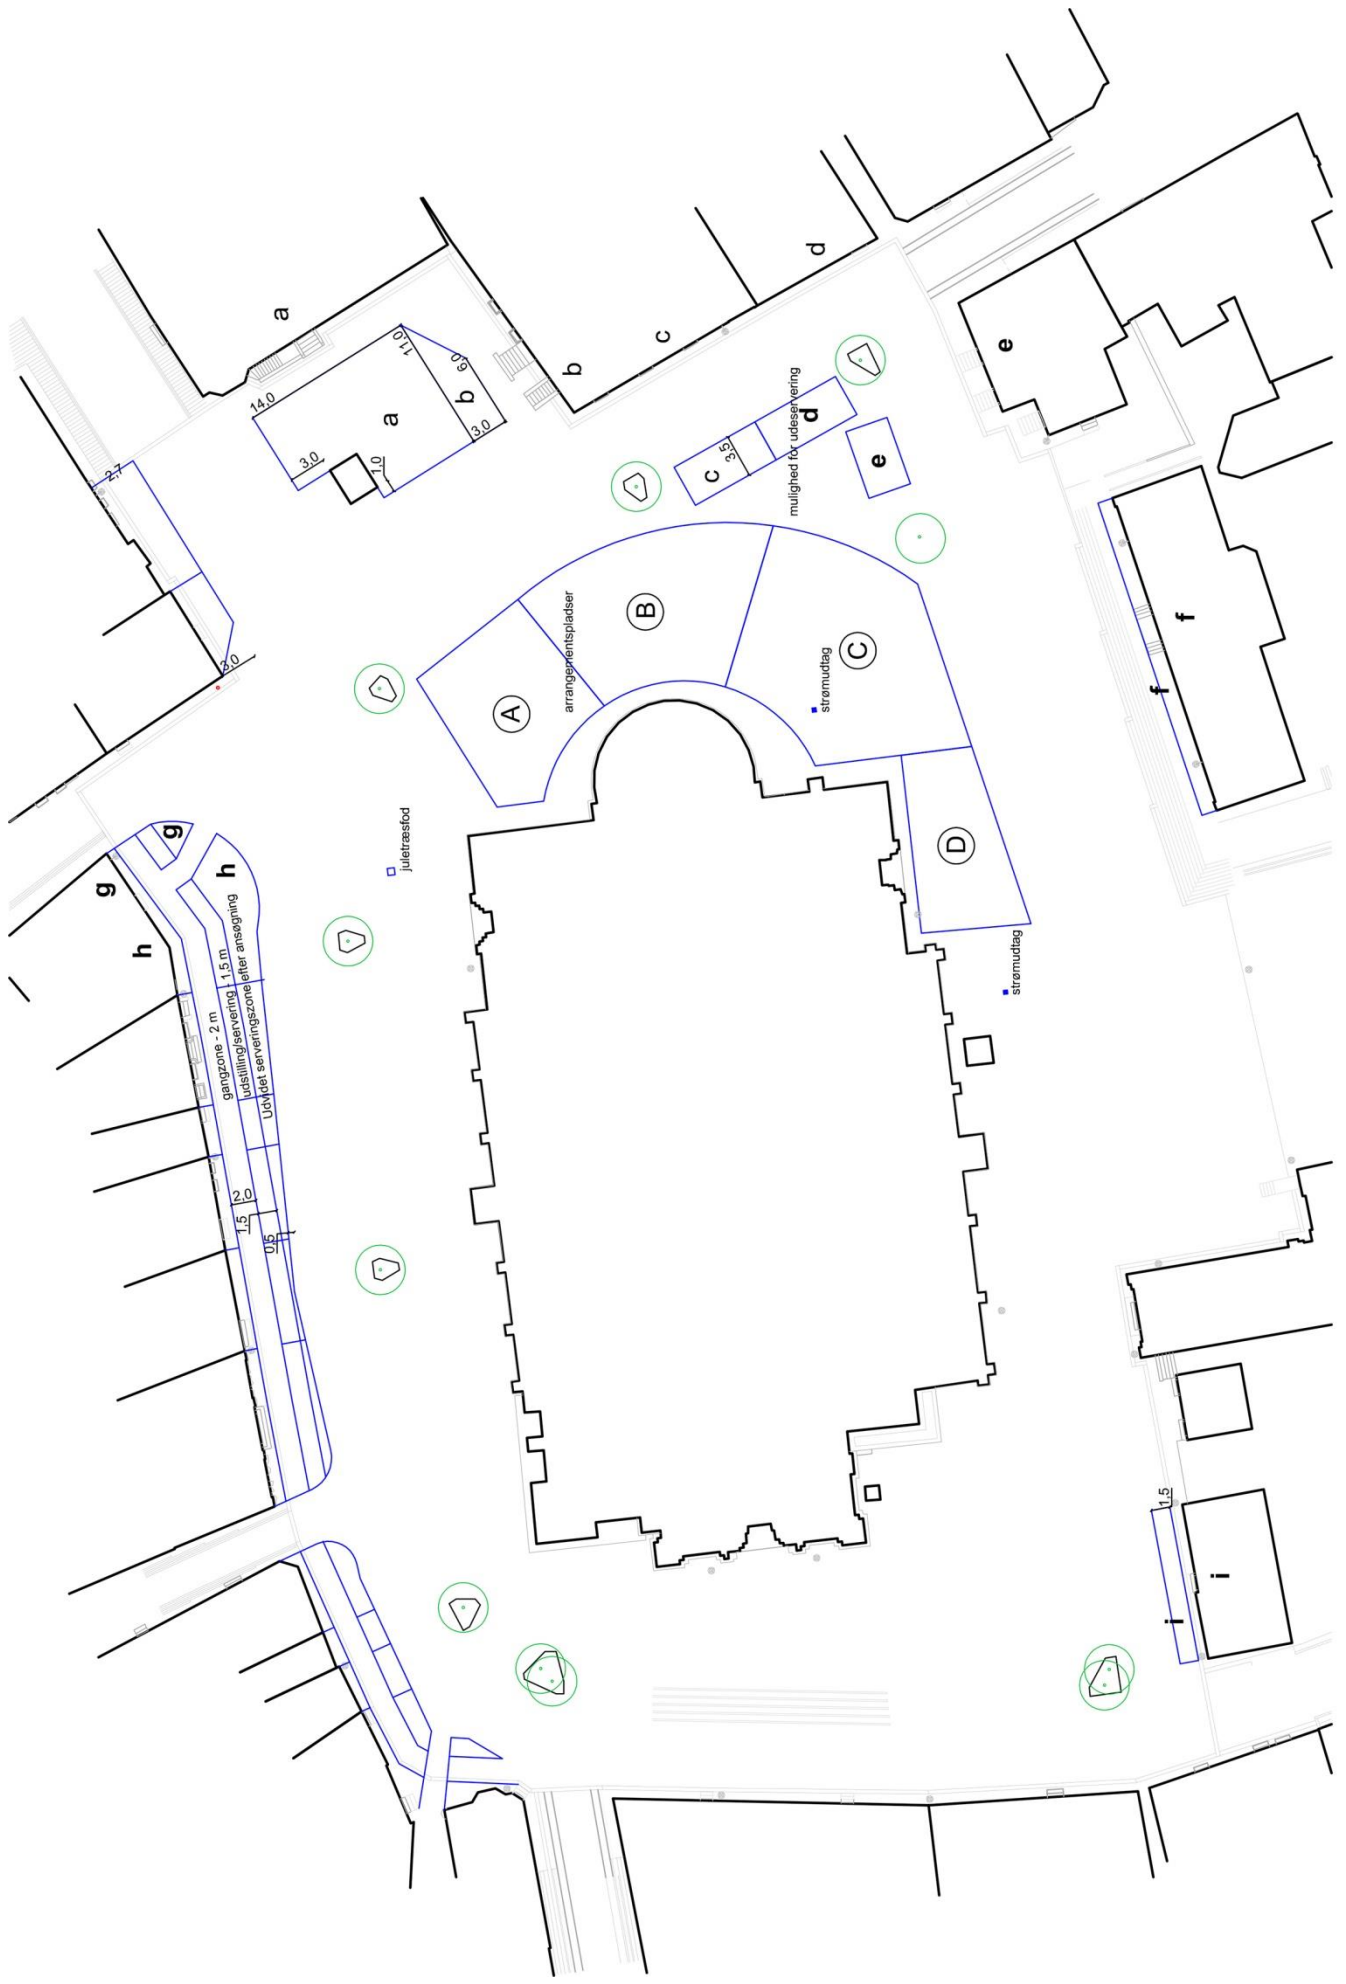 a
14,0
11,0
6,0
b
a
3,0
1,0
3,0
2,7
3,0
b
c
d
c
3,5
d
mulighed for udeservering
e
e
A
arrangementspladser
B
C
strømudtag
D
strømudtag
f
f
juletræsfod
g
g
h
h
gangzone - 2 m
udstilling/servering - 1,5 m
Udvidet serveringszone efter ansøgning
2,0
1,5
0,5
1,5
i
i